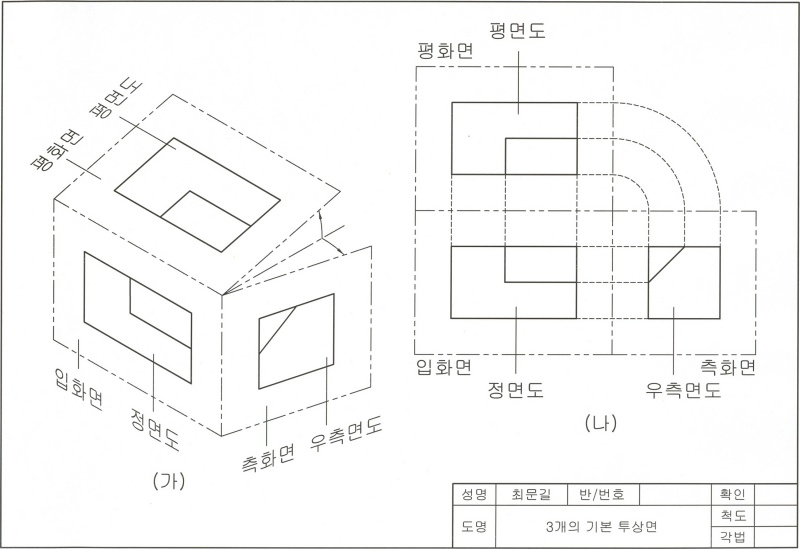 평면도
평화면
입화면
정면도
측화면
우측면도
(가)
평면도
평화면
입화면
측화면
정면도
우측면도
(나)
성명 최문길 반/번호 확인
도명 3개의 기본 투상면 척도
각법